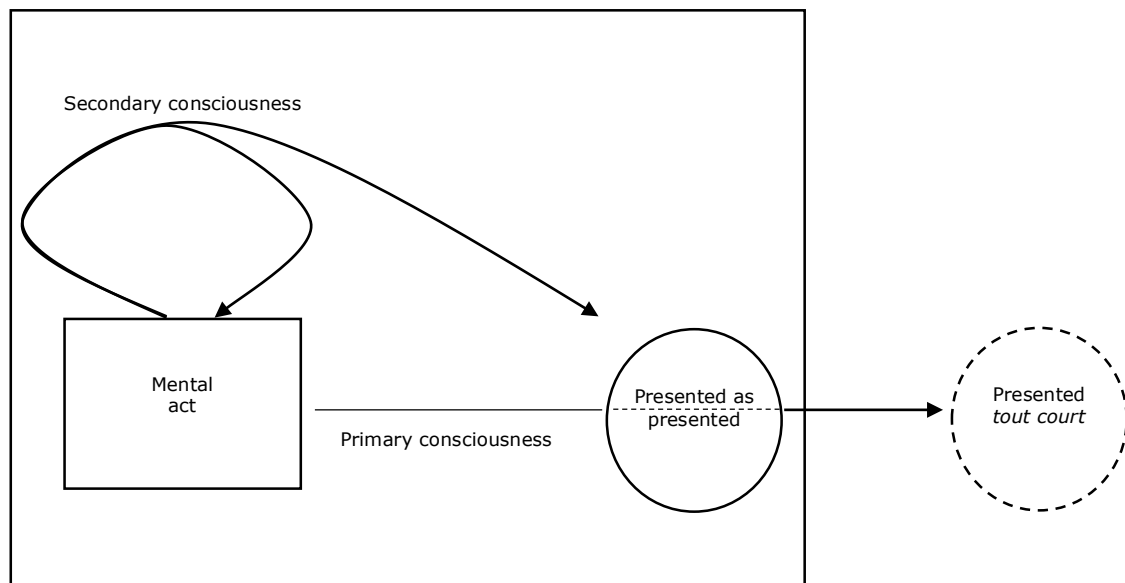 Secondary consciousness
Mental
act
Presented as
presented
Primary consciousness
Presented
tout court